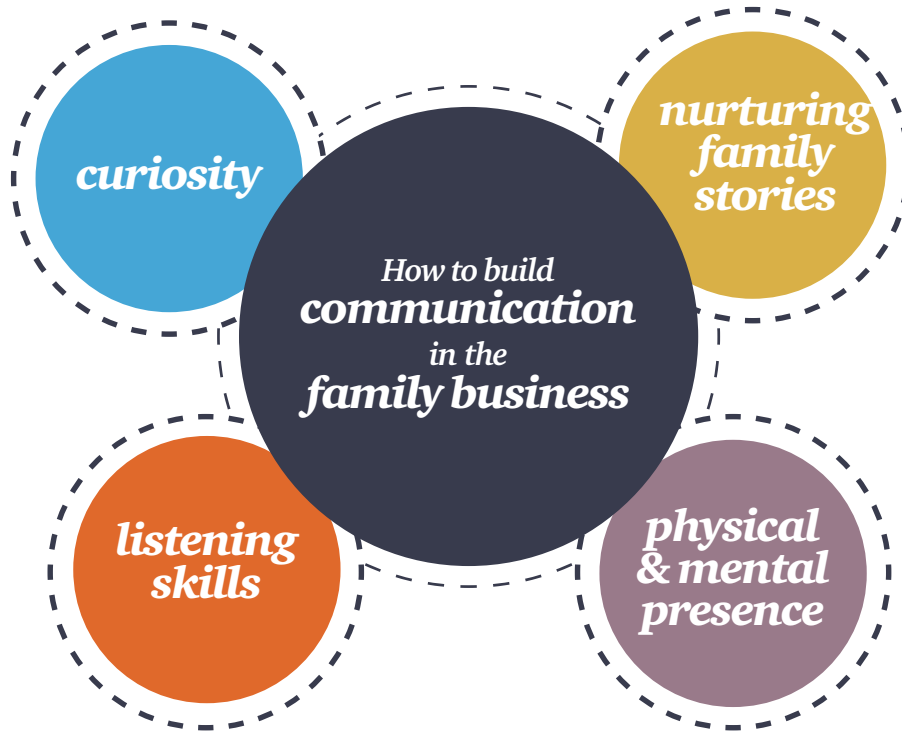 curiosity
nurturing
family
stories
How to build
communication
in the
family business
listening
skills
physical
& mental
presence